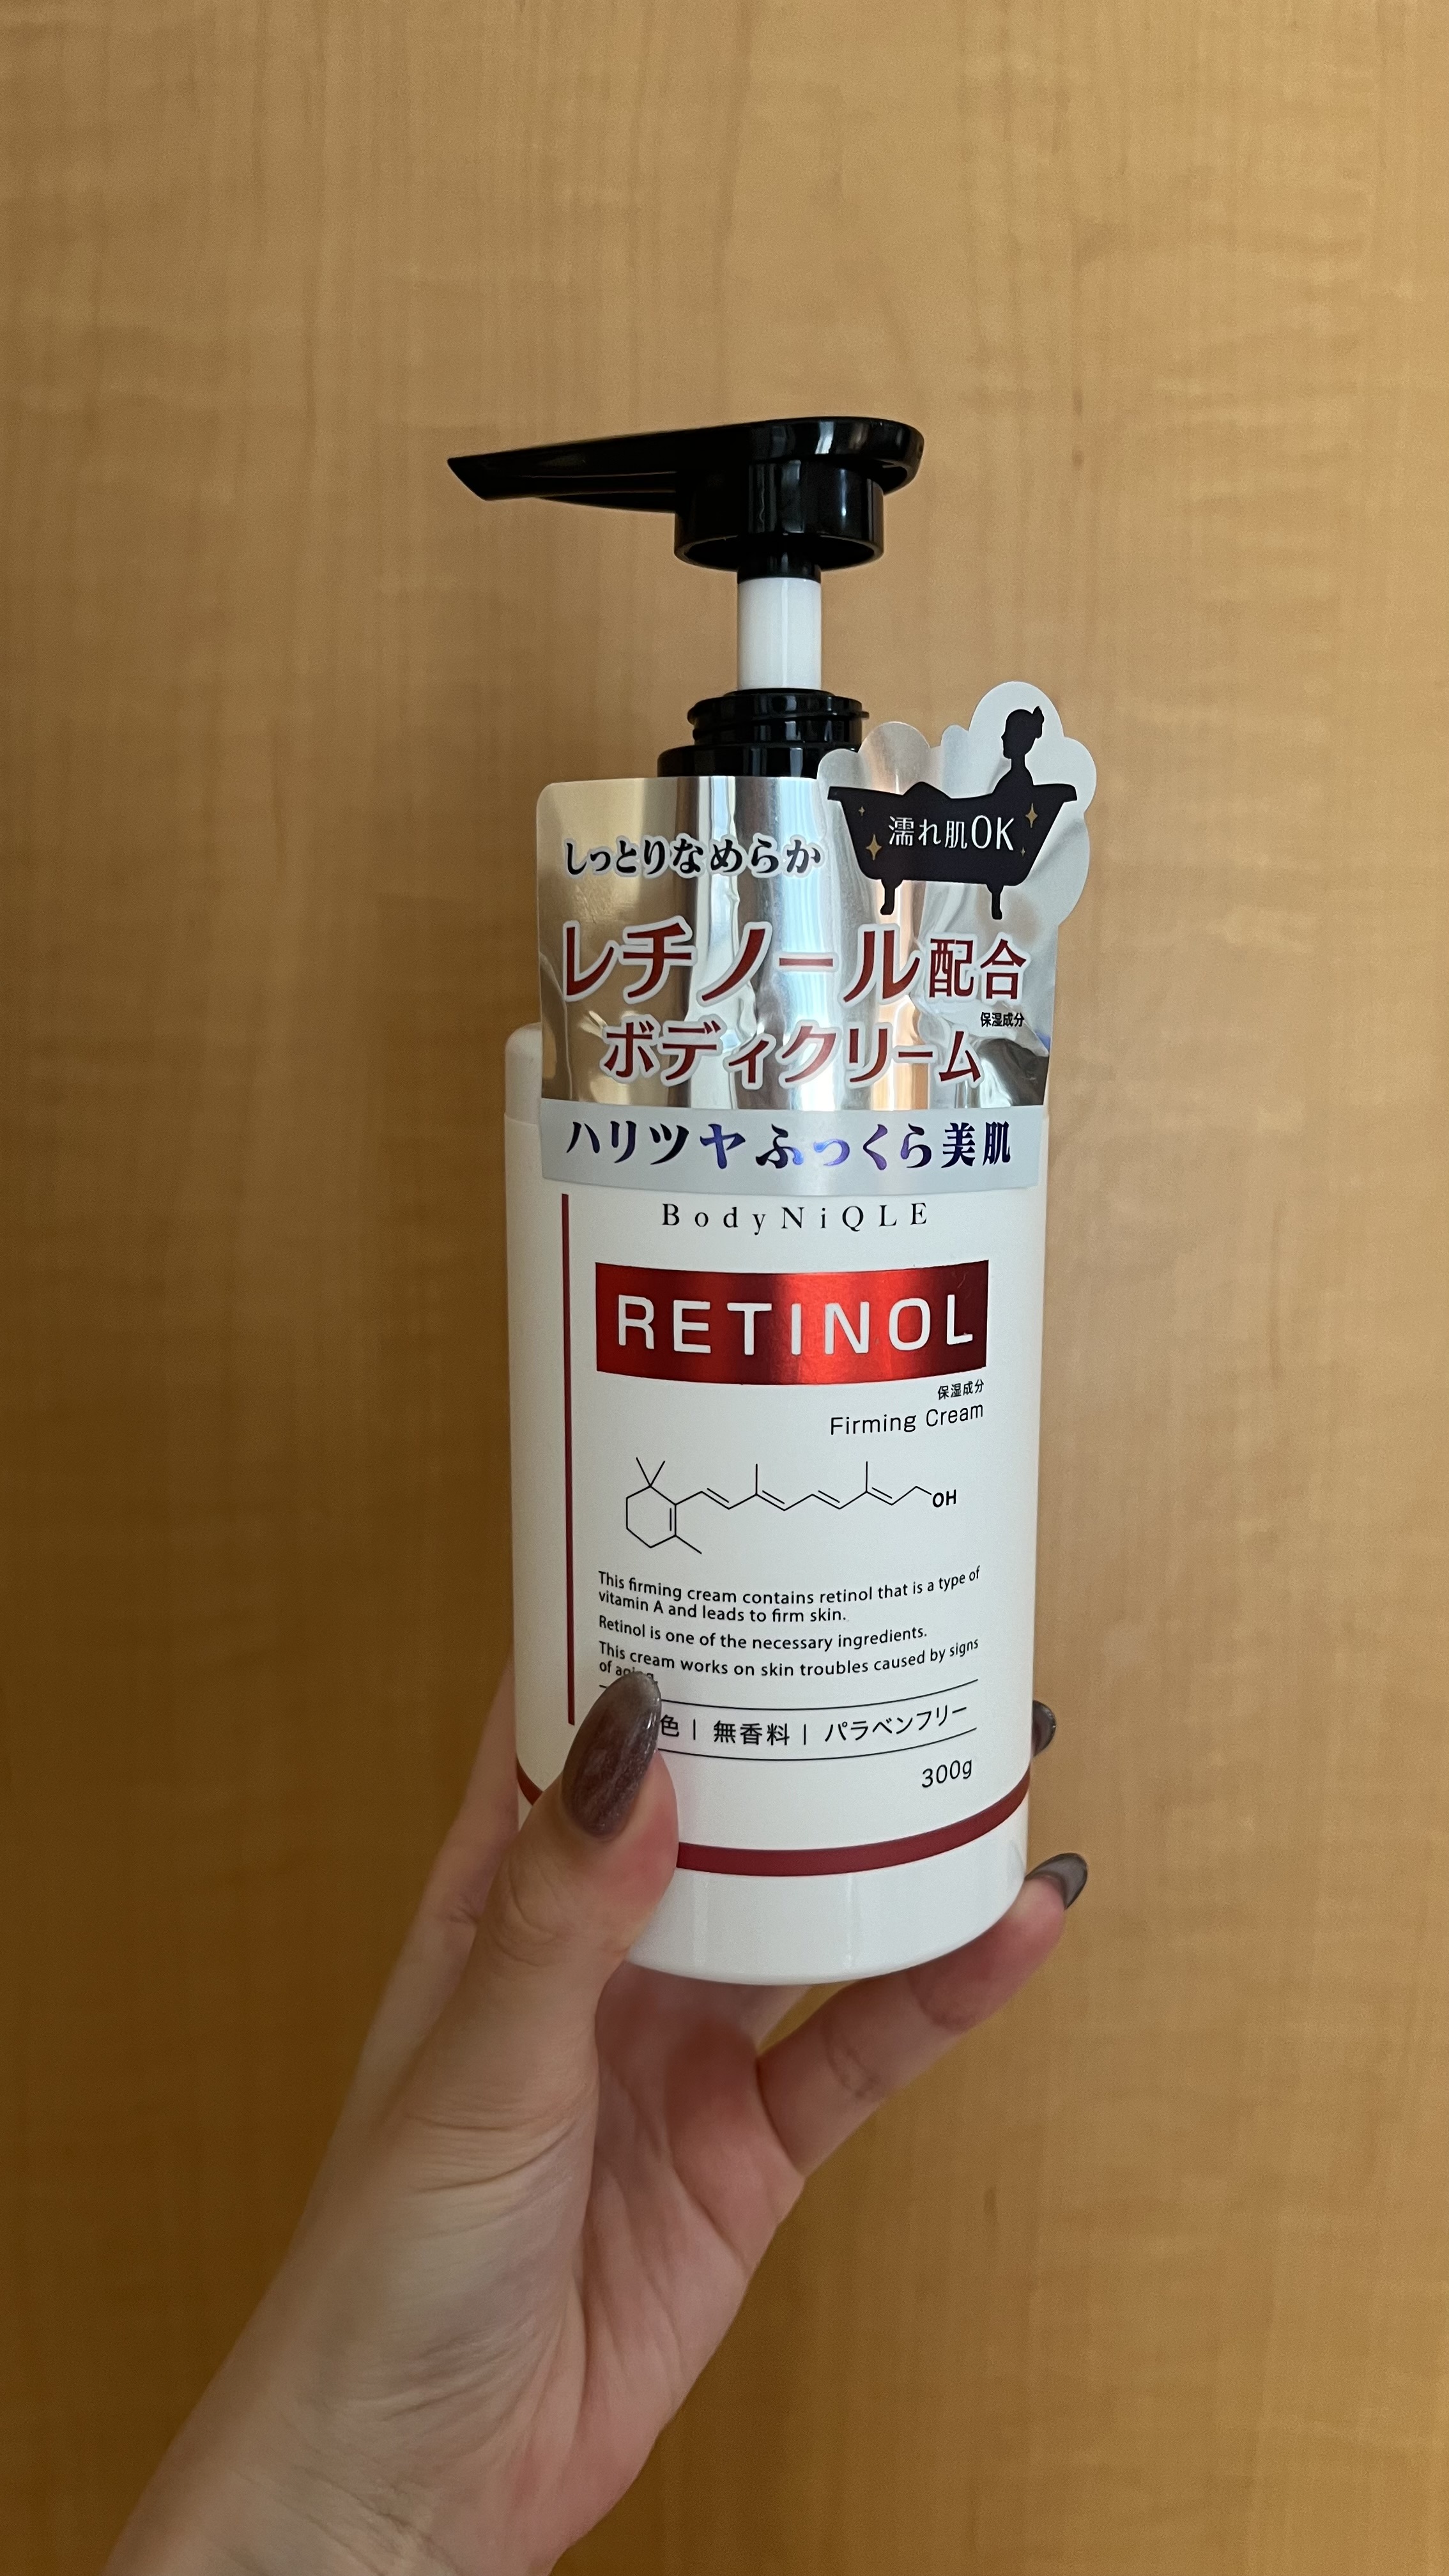 濡れ肌OK
しっとりなめらか
レチノール配合
保湿成分
ボディクリーム
ハリツヤふっくら美肌
BodyNiQLE
RETINOL
保湿成分
Firming Cream
OH
This firming cream contains retinol that is a type of
vitamin A and leads to firm skin.
Retinol is one of the necessary ingredients.
This cream works on skin troubles caused by signs
of aging.
色 | 無香料 | パラベンフリー
300g